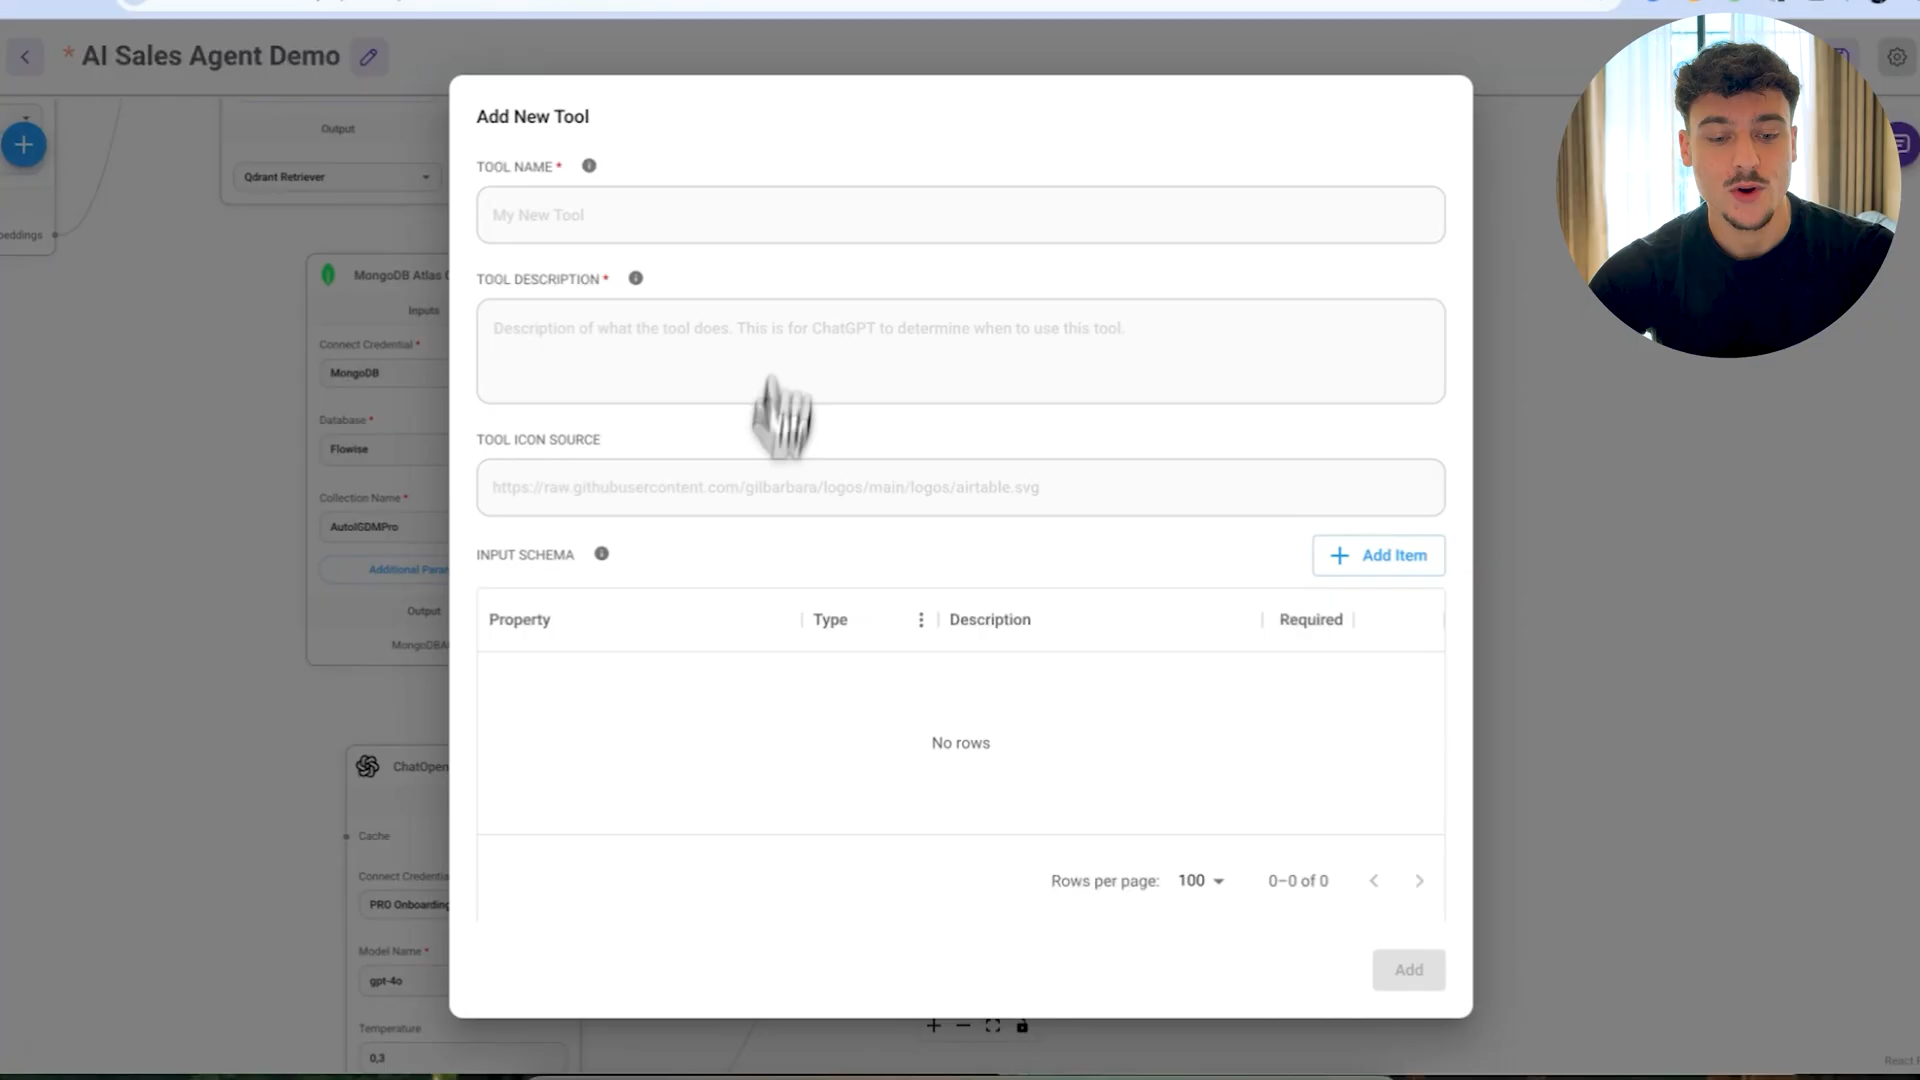 * AI Sales Agent Demo
Output
Qdrant Retriever
MongoDB Atlas
Inputs
Connect Credential *
MongoDB
Database *
Flowise
Collection Name *
AutoIGDMPro
Additional
Output
Cache
Model Name *
gpt-4o
Temperature
0,3
Add New Tool
TOOL NAME *
My New Tool
TOOL DESCRIPTION *
Description of what the tool does. This is for ChatGPT to determine when to use this tool.
TOOL ICON SOURCE
https://raw.githubusercontent.com/gilbarbara/logos/main/logos/airtable.svg
INPUT SCHEMA
Add Item
Property Type Description Required
No rows
Rows per page: 100 0–0 of 0
Add